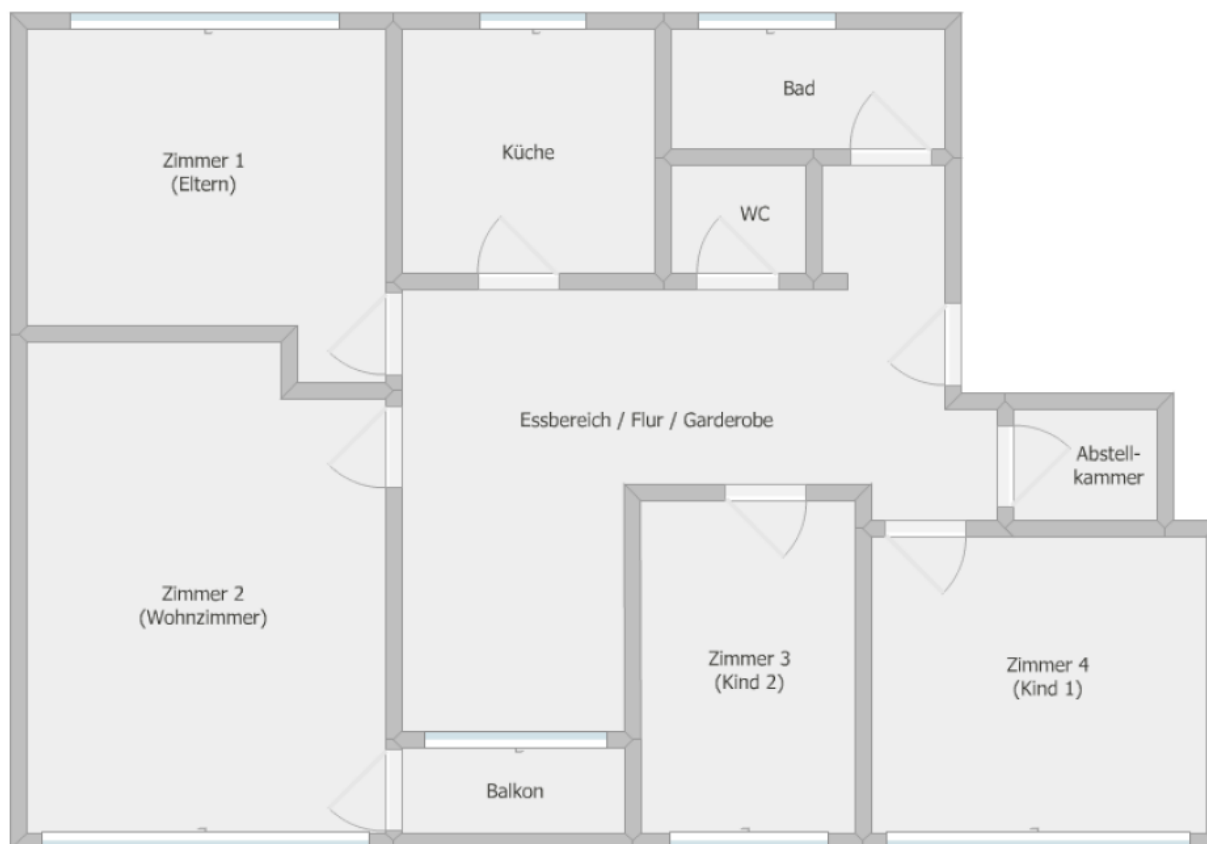 Bad
Küche
Zimmer 1
(Eltern)
WC
Essbereich / Flur / Garderobe
Abstell-
kammer
Zimmer 2
(Wohnzimmer)
Zimmer 3
(Kind 2)
Zimmer 4
(Kind 1)
Balkon